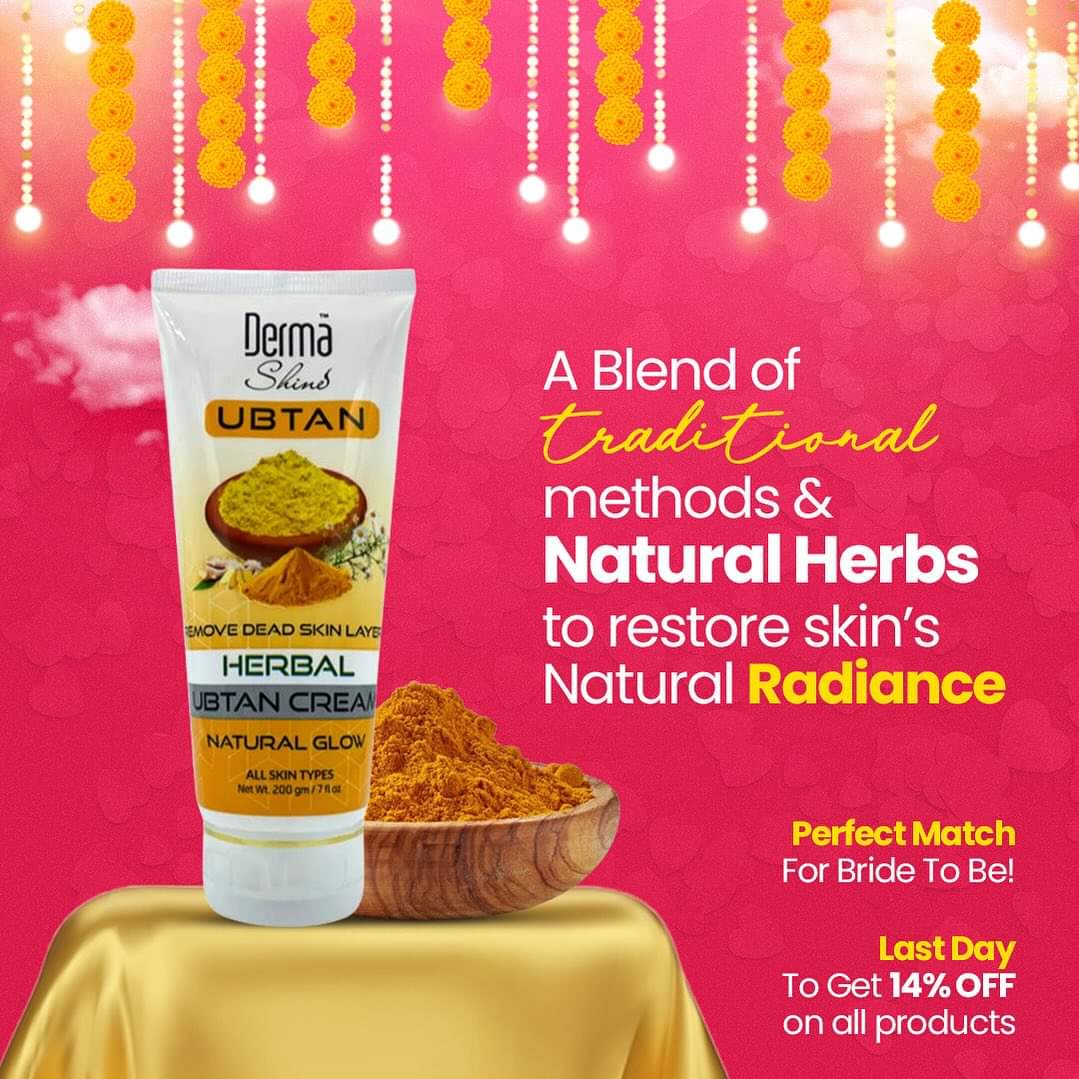 Derma™
Shine
UBTAN
REMOVE DEAD SKIN LAYER
HERBAL
UBTAN CREAM
NATURAL GLOW
ALL SKIN TYPES
Net Wt. 200 gm / 7 fl oz
A Blend of
traditional
methods &
Natural Herbs
to restore skin’s
Natural Radiance
Perfect Match
For Bride To Be!
Last Day
To Get 14% OFF
on all products